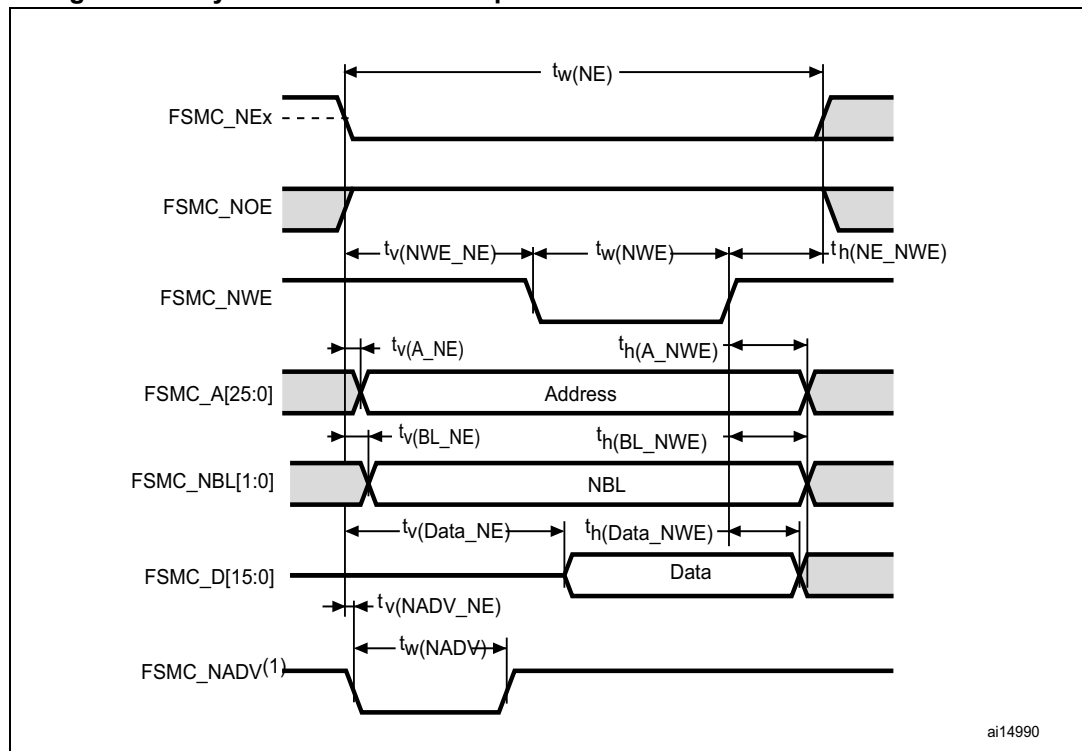 tw(NE)
FSMC_NEx
FSMC_NOE
tv(NWE_NE)
tw(NWE)
th(NE_NWE)
FSMC_NWE
tv(A_NE)
th(A_NWE)
FSMC_A[25:0]
Address
tv(BL_NE)
th(BL_NWE)
FSMC_NBL[1:0]
NBL
tv(Data_NE)
th(Data_NWE)
FSMC_D[15:0]
Data
tv(NADV_NE)
tw(NADV)
FSMC_NADV(1)
ai14990